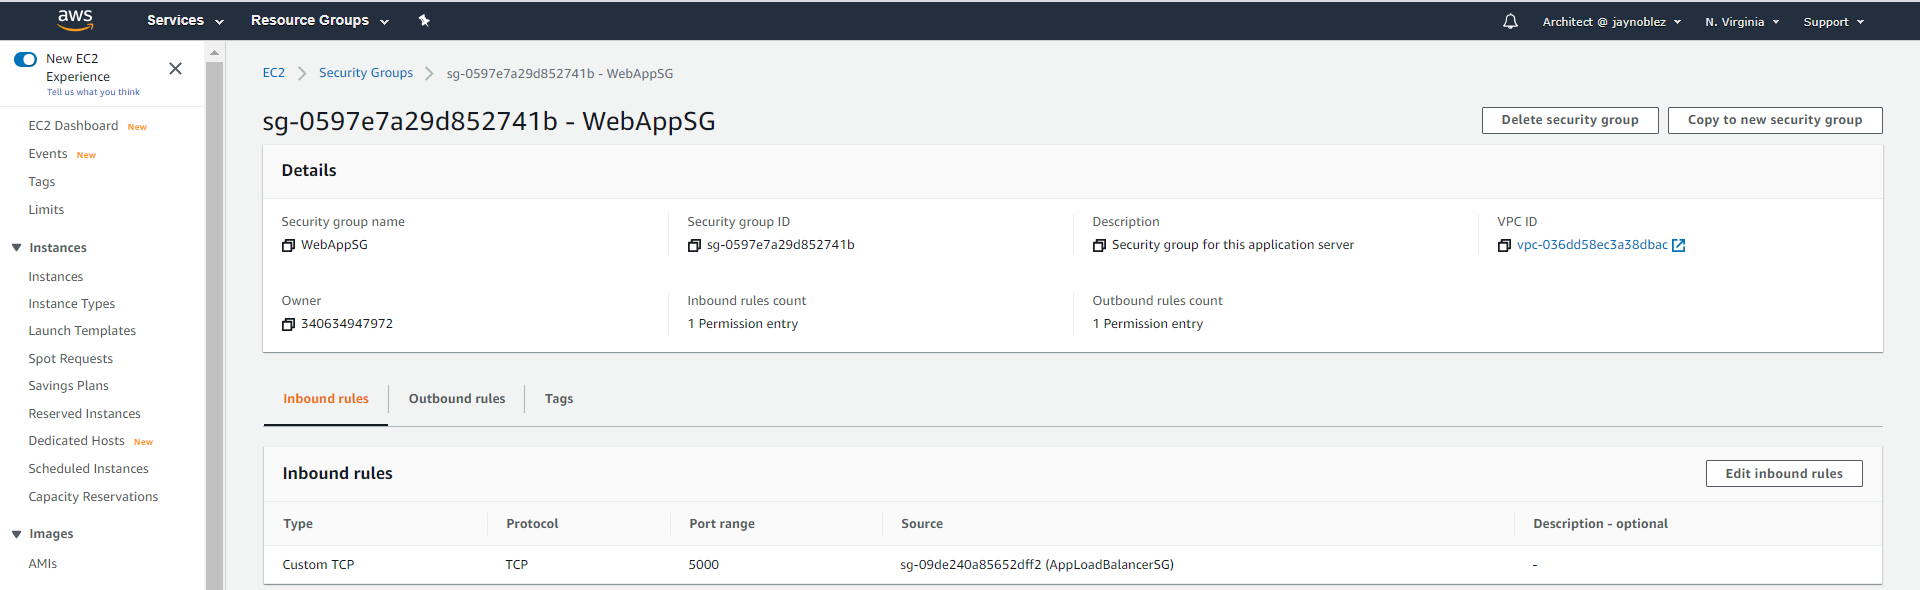 aws Services Resource Groups Architect @ jaynoblez N. Virginia Support
New EC2
Experience
Tell us what you think
EC2 Dashboard New
Events New
Tags
Limits
Instances
Instances
Instance Types
Launch Templates
Spot Requests
Savings Plans
Reserved Instances
Dedicated Hosts New
Scheduled Instances
Capacity Reservations
Images
AMIs
EC2 Security Groups sg-0597e7a29d852741b - WebAppSG
sg-0597e7a29d852741b - WebAppSG Delete security group Copy to new security group
Details
Security group name Security group ID Description VPC ID
WebAppSG sg-0597e7a29d852741b Security group for this application server vpc-036dd58ec3a38dbac
Owner Inbound rules count Outbound rules count
340634947972 1 Permission entry 1 Permission entry
Inbound rules Outbound rules Tags
Inbound rules Edit inbound rules
Type Protocol Port range Source Description - optional
Custom TCP TCP 5000 sg-09de240a85652dff2 (AppLoadBalancerSG) -